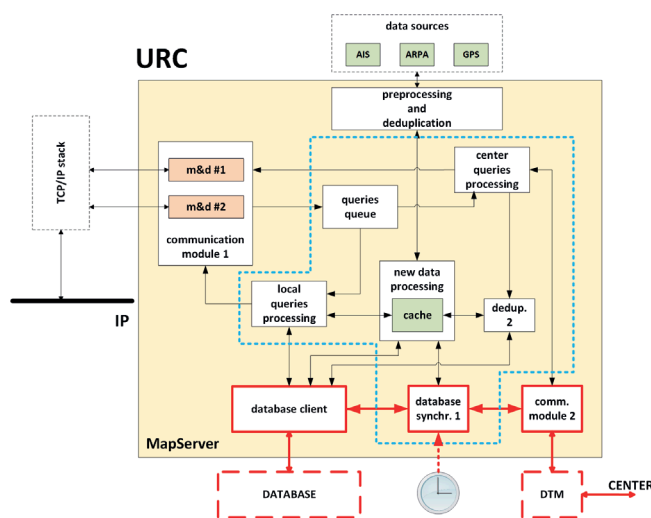 data sources
AIS
ARPA
GPS
URC
preprocessing
and
deduplication
TCP/IP stack
m&d #1
m&d #2
communication
module 1
center
queries
processing
queries
queue
new data
processing
cache
local
queries
processing
dedup.
2
IP
database client
database
synchr. 1
comm.
module 2
MapServer
DATABASE
DTM
CENTER